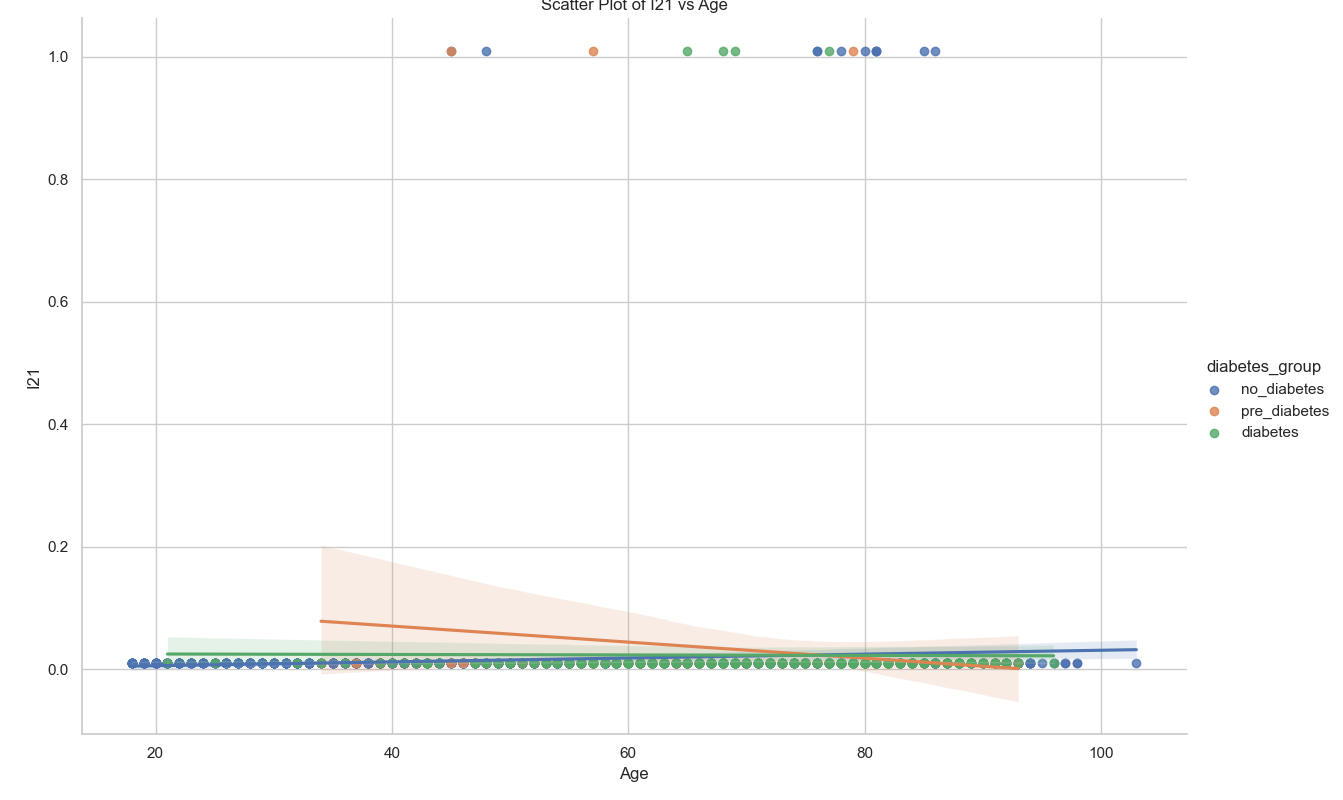 Scatter Plot of I21 vs Age
1.0
0.8
0.6
0.4
0.2
0.0
I21
20 40 60 80 100
Age
diabetes_group
no_diabetes
pre_diabetes
diabetes